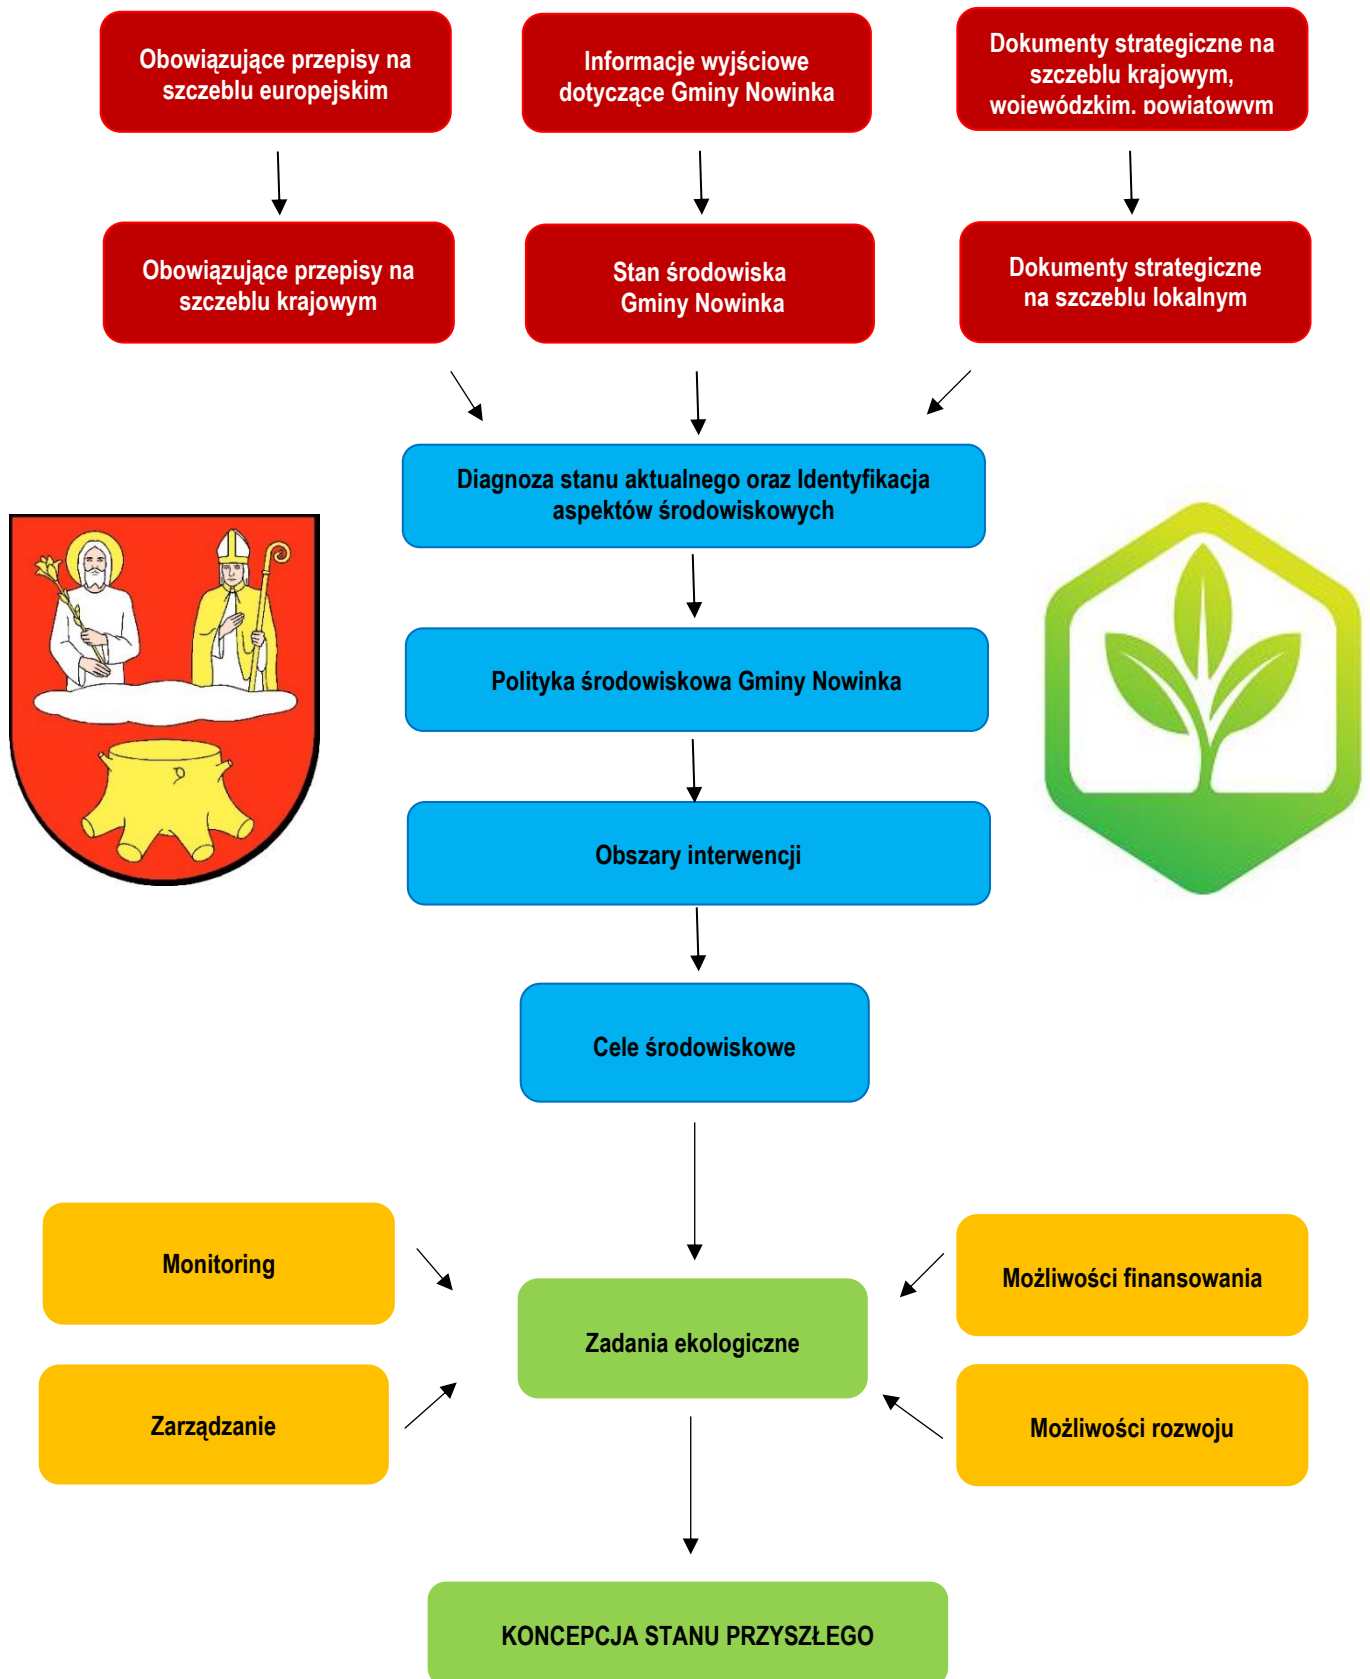 Obowiązujące przepisy na
szczeblu europejskim
Informacje wyjściowe
dotyczące Gminy Nowinka
Dokumenty strategiczne na
szczeblu krajowym,
wojewódzkim, powiatowym
Obowiązujące przepisy na
szczeblu krajowym
Stan środowiska
Gminy Nowinka
Dokumenty strategiczne
na szczeblu lokalnym
Diagnoza stanu aktualnego oraz Identyfikacja
aspektów środowiskowych
Polityka środowiskowa Gminy Nowinka
Obszary interwencji
Cele środowiskowe
Monitoring
Możliwości finansowania
Zadania ekologiczne
Zarządzanie
Możliwości rozwoju
KONCEPCJA STANU PRZYSZŁEGO